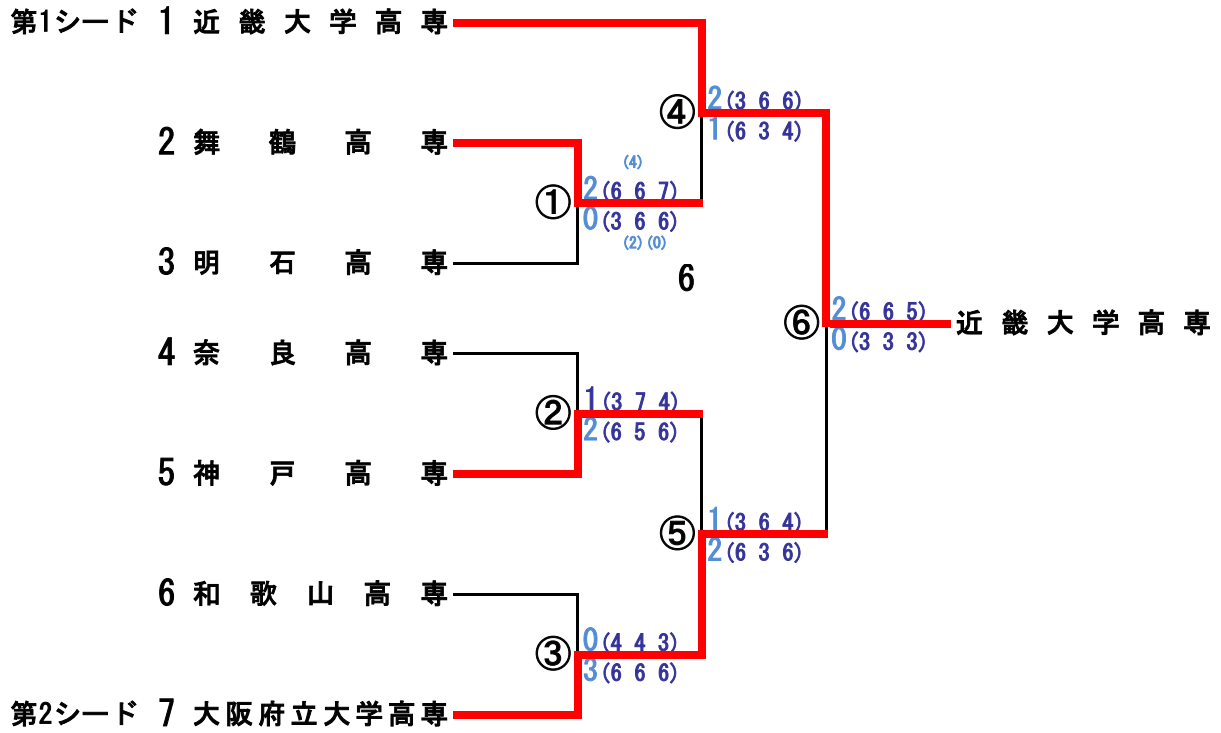 第1シード 1 近畿大学高専
④ 2 (3 6 6)
1 (6 3 4)
2 舞鶴高専
(4)
① 2 (6 6 7)
0 (3 6 6)
(2) (0)
3 明石高専
6
⑥ 2 (6 6 5)
0 (3 3 3)
近畿大学高専
4 奈良高専
② 1 (3 7 4)
2 (6 5 6)
5 神戸高専
⑤ 1 (3 6 4)
2 (6 3 6)
6 和歌山高専
③ 0 (4 4 3)
3 (6 6 6)
第2シード 7 大阪府立大学高専